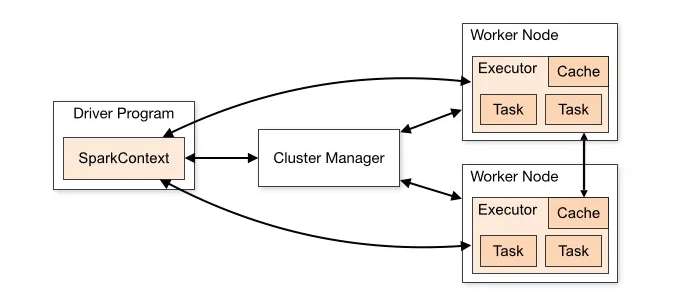 Driver Program
SparkContext
Cluster Manager
Worker Node
Executor
Cache
Task Task
Worker Node
Executor
Cache
Task Task